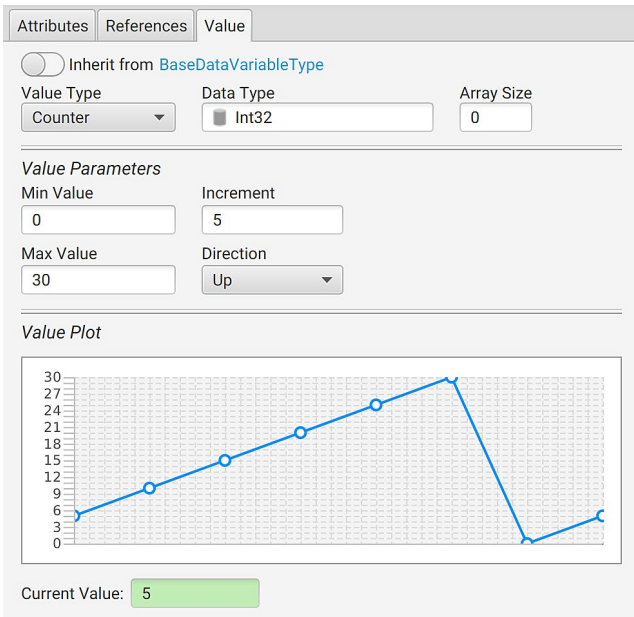 Attributes References Value
Inherit from BaseDataVariableType
Value Type Data Type Array Size
Counter Int32 0
Value Parameters
Min Value Increment
0 5
Max Value Direction
30 Up
Value Plot
30
27
24
21
18
15
12
9
6
3
0
Current Value: 5